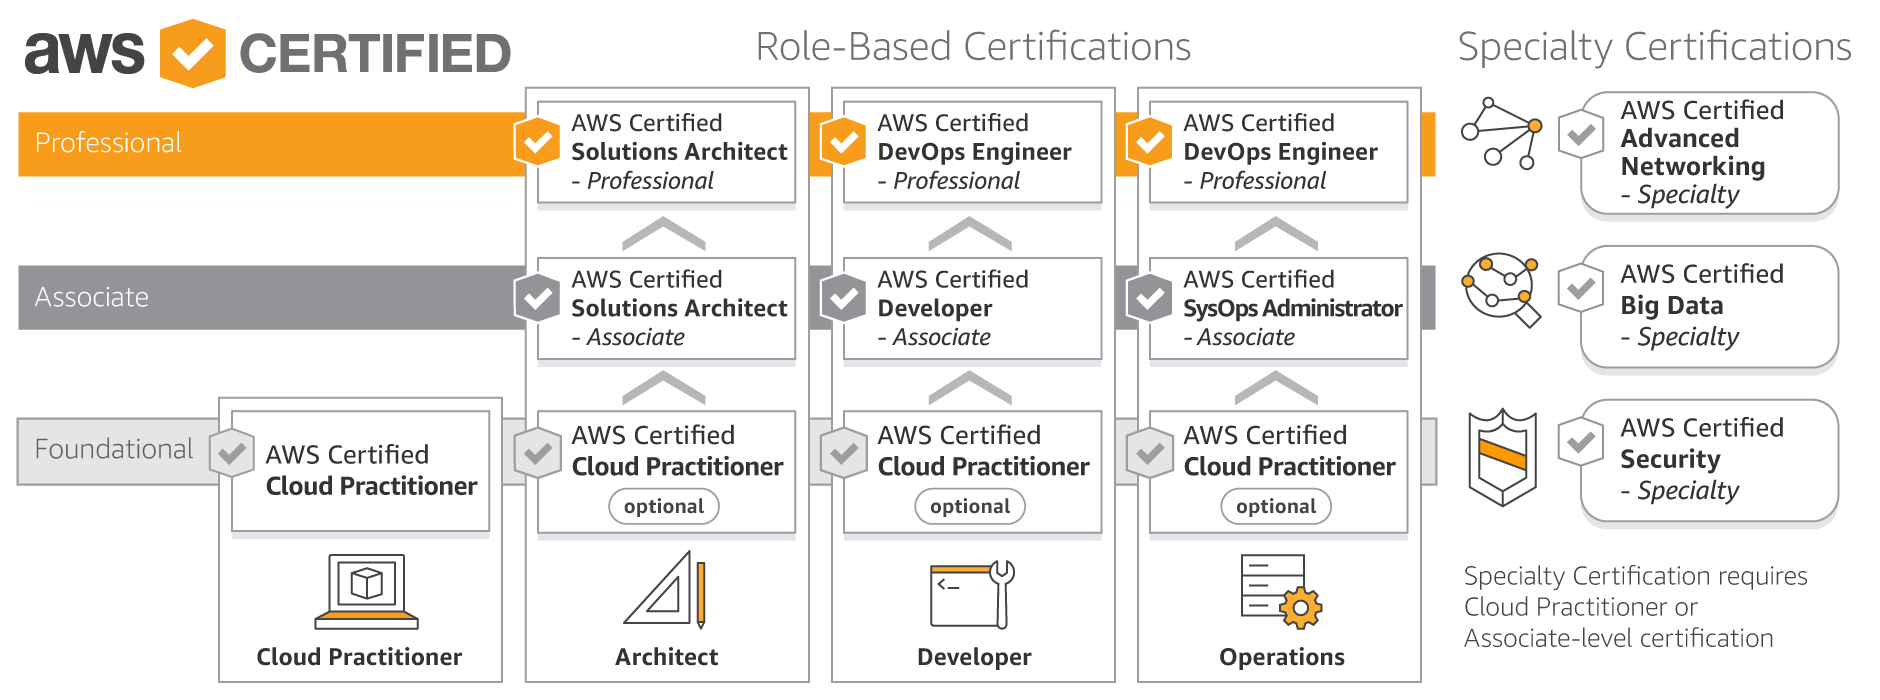 aws CERTIFIED
Role-Based Certifications
Specialty Certifications
Professional
AWS Certified
Solutions Architect
- Professional
AWS Certified
DevOps Engineer
- Professional
AWS Certified
DevOps Engineer
- Professional
Associate
AWS Certified
Solutions Architect
- Associate
AWS Certified
Developer
- Associate
AWS Certified
SysOps Administrator
- Associate
Foundational
AWS Certified
Cloud Practitioner
AWS Certified
Cloud Practitioner
optional
AWS Certified
Cloud Practitioner
optional
AWS Certified
Cloud Practitioner
optional
Cloud Practitioner
Architect
Developer
Operations
AWS Certified
Advanced
Networking
- Specialty
AWS Certified
Big Data
- Specialty
AWS Certified
Security
- Specialty
Specialty Certification requires
Cloud Practitioner or
Associate-level certification